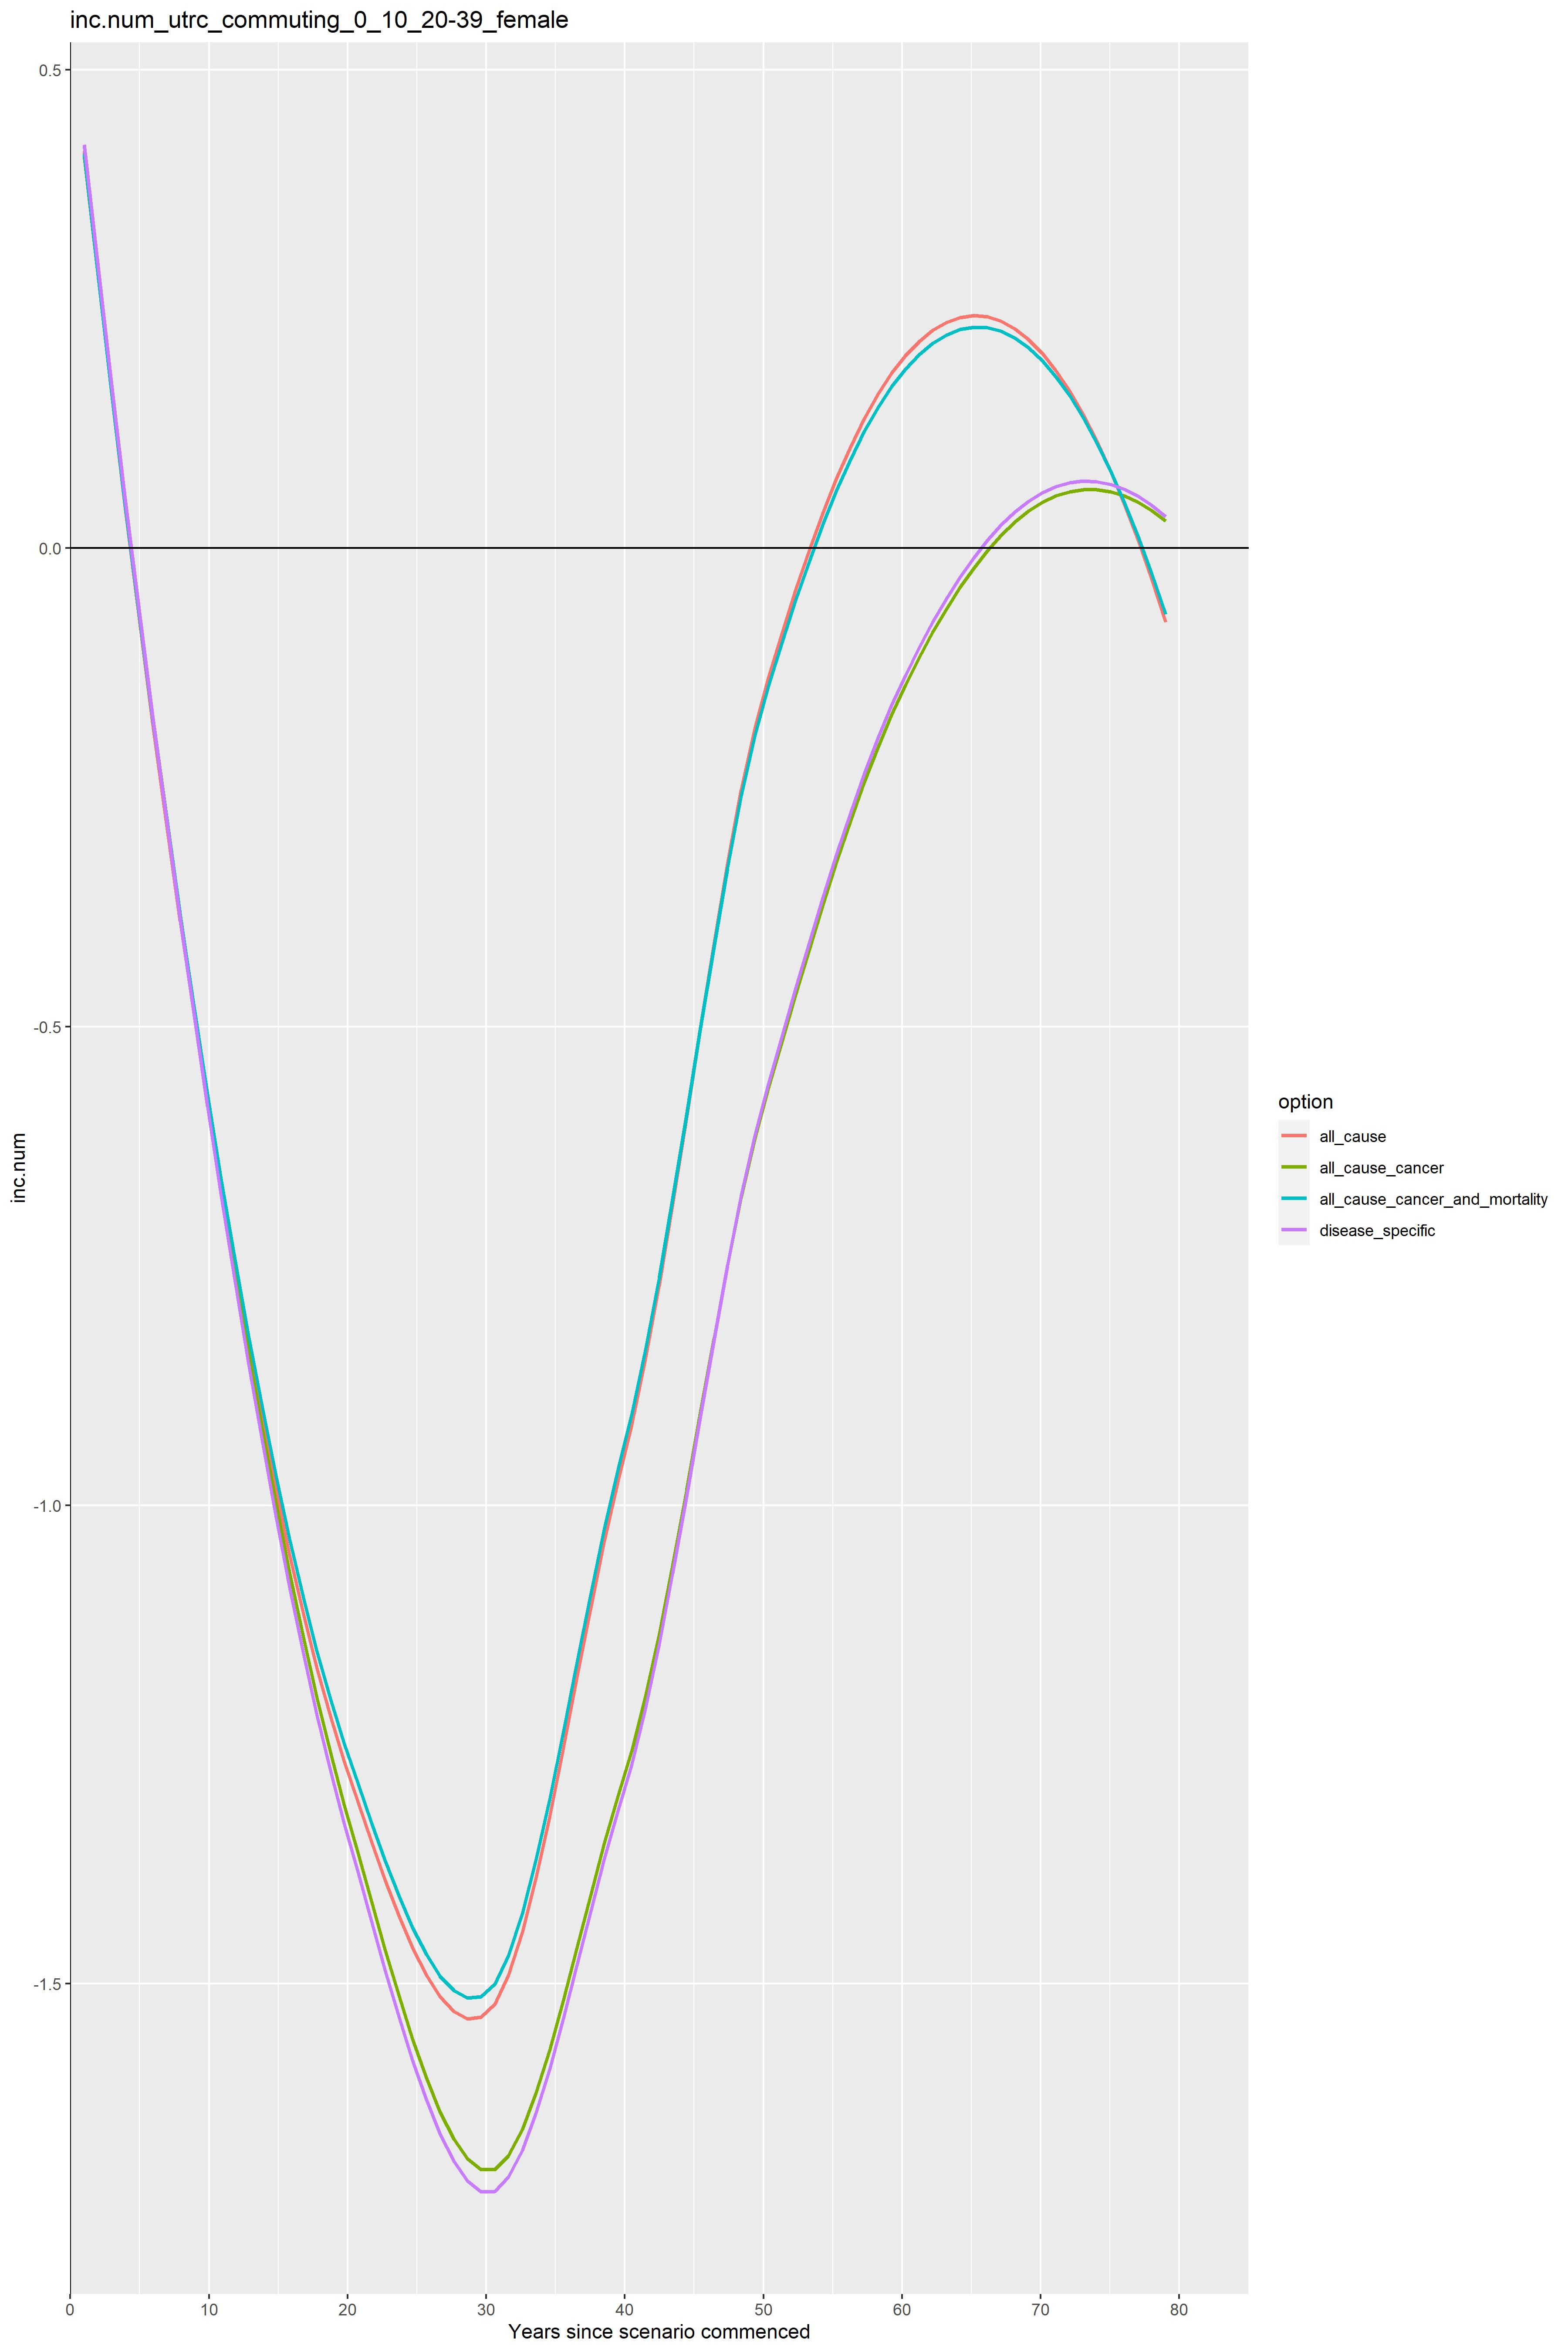 inc.num_utrc_commuting_0_10_20-39_female
0.5
0.0
-0.5
-1.0
-1.5
inc.num
0 10 20 30 40 50 60 70 80
Years since scenario commenced
option
all_cause
all_cause_cancer
all_cause_cancer_and_mortality
disease_specific